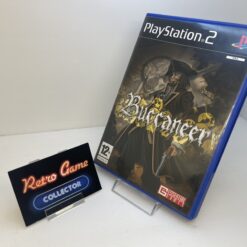 PlayStation 2
Buccaneer
12
Retro Game
COLLECTOR